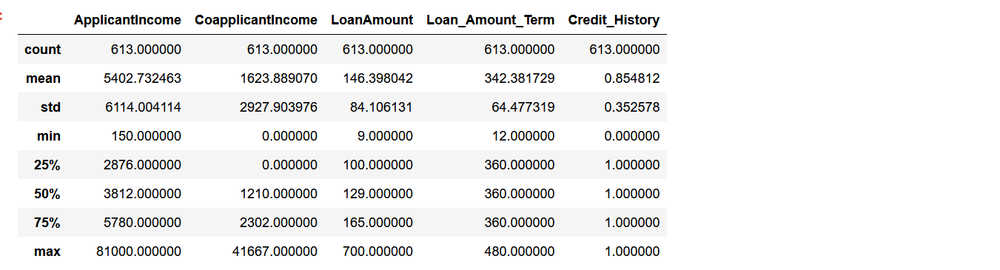 ApplicantIncome CoapplicantIncome LoanAmount Loan_Amount_Term Credit_History
count 613.000000 613.000000 613.000000 613.000000 613.000000
mean 5402.732463 1623.889070 146.398042 342.381729 0.854812
std 6114.004114 2927.903976 84.106131 64.477319 0.352578
min 150.000000 0.000000 9.000000 12.000000 0.000000
25% 2876.000000 0.000000 100.000000 360.000000 1.000000
50% 3812.000000 1210.000000 129.000000 360.000000 1.000000
75% 5780.000000 2302.000000 165.000000 360.000000 1.000000
max 81000.000000 41667.000000 700.000000 480.000000 1.000000